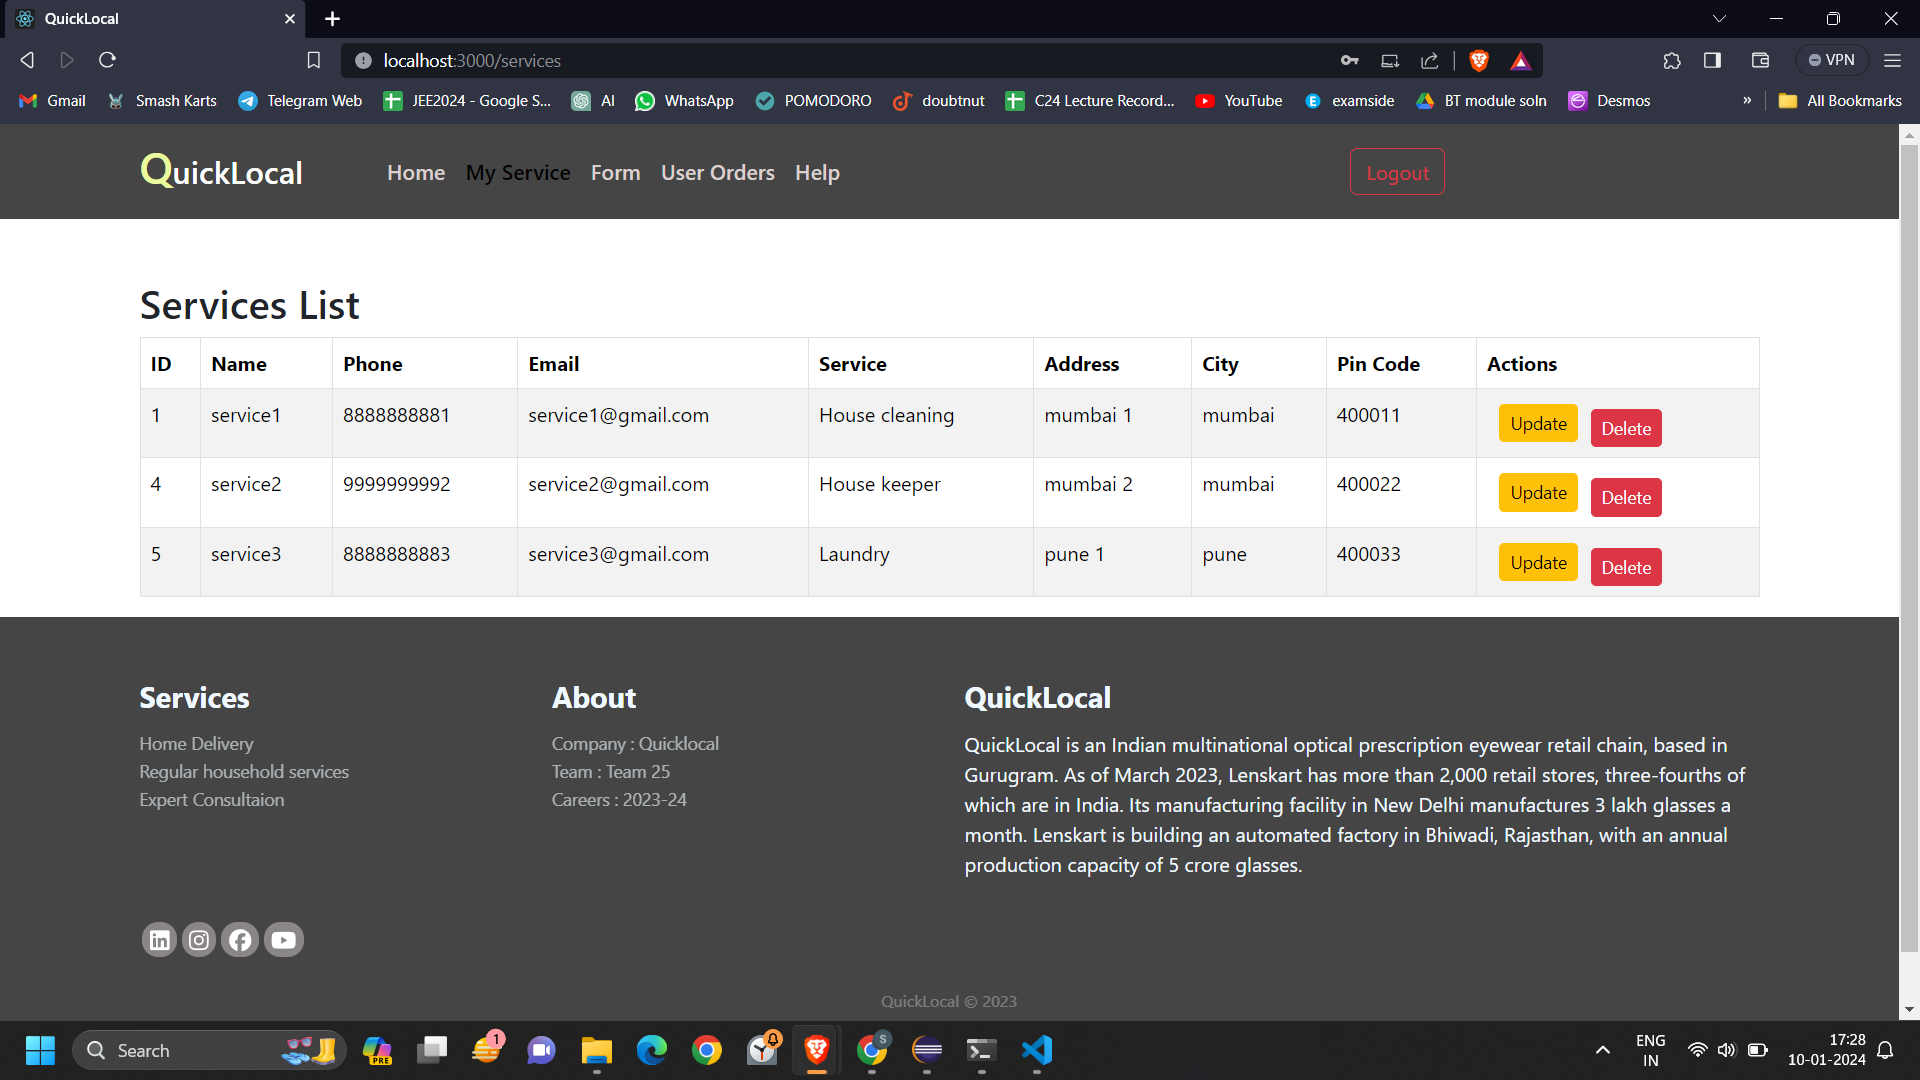 QuickLocal
localhost:3000/services
VPN
Gmail Smash Karts Telegram Web JEE2024 - Google S... AI WhatsApp POMODORO doubtnut C24 Lecture Record... YouTube examside BT module soln Desmos » All Bookmarks
QuickLocal Home My Service Form User Orders Help Logout
Services List
ID Name Phone Email Service Address City Pin Code Actions
1 service1 8888888881 service1@gmail.com House cleaning mumbai 1 mumbai 400011 Update Delete
4 service2 9999999992 service2@gmail.com House keeper mumbai 2 mumbai 400022 Update Delete
5 service3 8888888883 service3@gmail.com Laundry pune 1 pune 400033 Update Delete
Services
Home Delivery
Regular household services
Expert Consultaion
About
Company : Quicklocal
Team : Team 25
Careers : 2023-24
QuickLocal
QuickLocal is an Indian multinational optical prescription eyewear retail chain, based in
Gurugram. As of March 2023, Lenskart has more than 2,000 retail stores, three-fourths of
which are in India. Its manufacturing facility in New Delhi manufactures 3 lakh glasses a
month. Lenskart is building an automated factory in Bhiwadi, Rajasthan, with an annual
production capacity of 5 crore glasses.
QuickLocal © 2023
Search
PRE
1
S
ENG
IN
17:28
10-01-2024